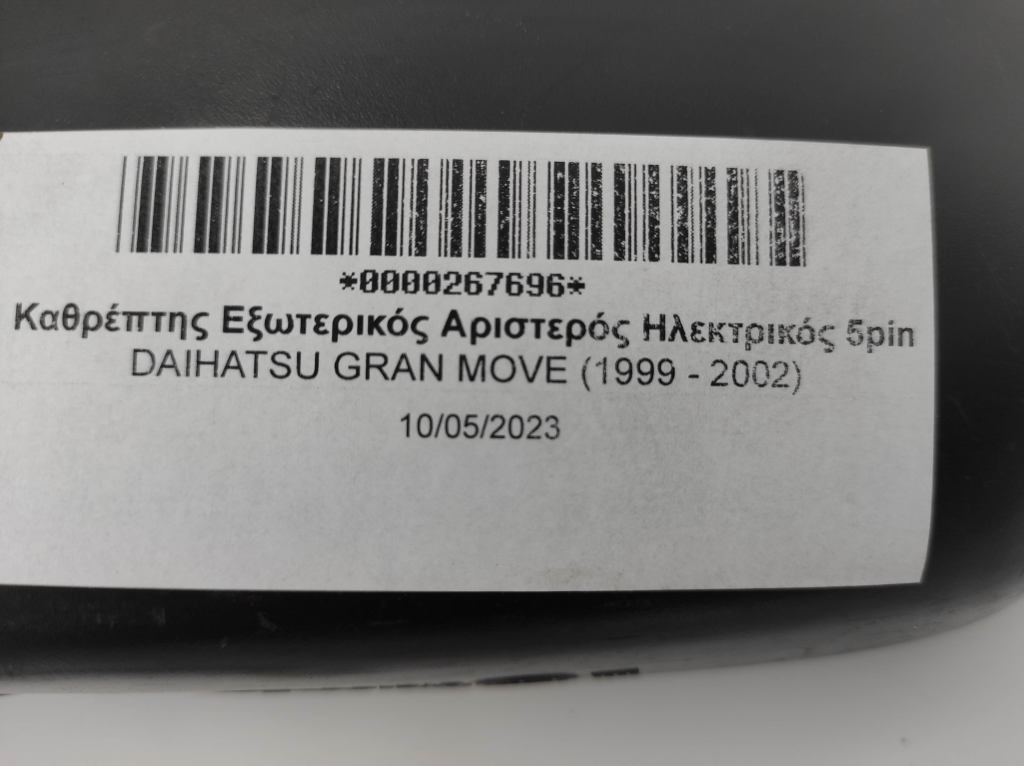 *0000267696*
Καθρέπτης Εξωτερικός Αριστερός Ηλεκτρικός 5pin
DAIHATSU GRAN MOVE (1999 - 2002)
10/05/2023